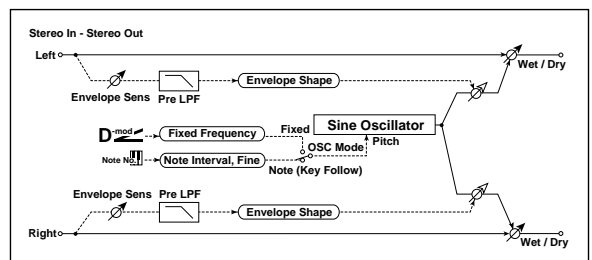 Stereo In - Stereo Out
Left
Wet / Dry
Envelope Shape
Envelope Sens
Pre LPF
D-mod
Fixed Frequency
Fixed
Sine Oscillator
OSC Mode
Pitch
Note No.
Note Interval, Fine
Note (Key Follow)
Envelope Sens
Pre LPF
Envelope Shape
Right
Wet / Dry